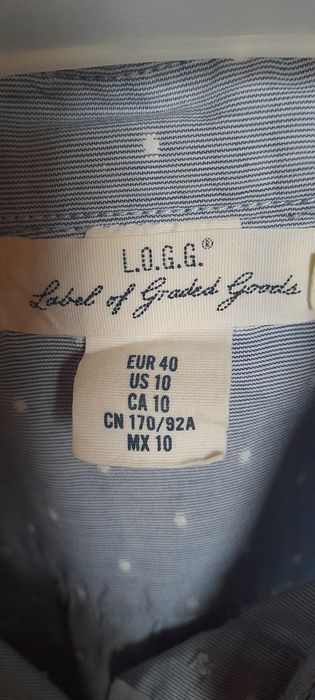 L.O.G.G.®
Label of Graded Goods
EUR 40
US 10
CA 10
CN 170/92A
MX 10